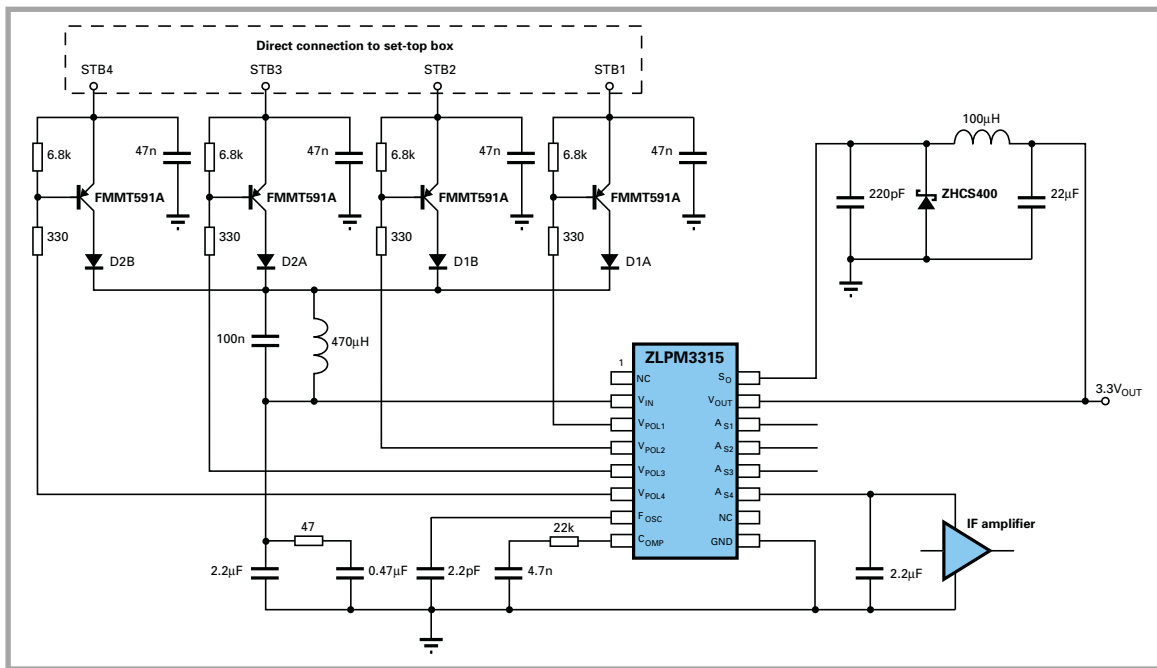 Direct connection to set-top box
STB4 STB3 STB2 STB1
6.8k 47n 6.8k 47n 6.8k 47n 6.8k 47n
FMMT591A FMMT591A FMMT591A FMMT591A
330 330 330 330
D2B D2A D1B D1A
100µH
220pF ZHCS400 22µF
100n 470µH
ZLPM3315
1
NC SO
VIN VOUT
3.3VOUT
VPOL1 AS1
VPOL2 AS2
VPOL3 AS3
VPOL4 AS4
FOSC NC
COMP GND
IF amplifier
47 22k
2.2µF 0.47µF 2.2pF 4.7n 2.2µF